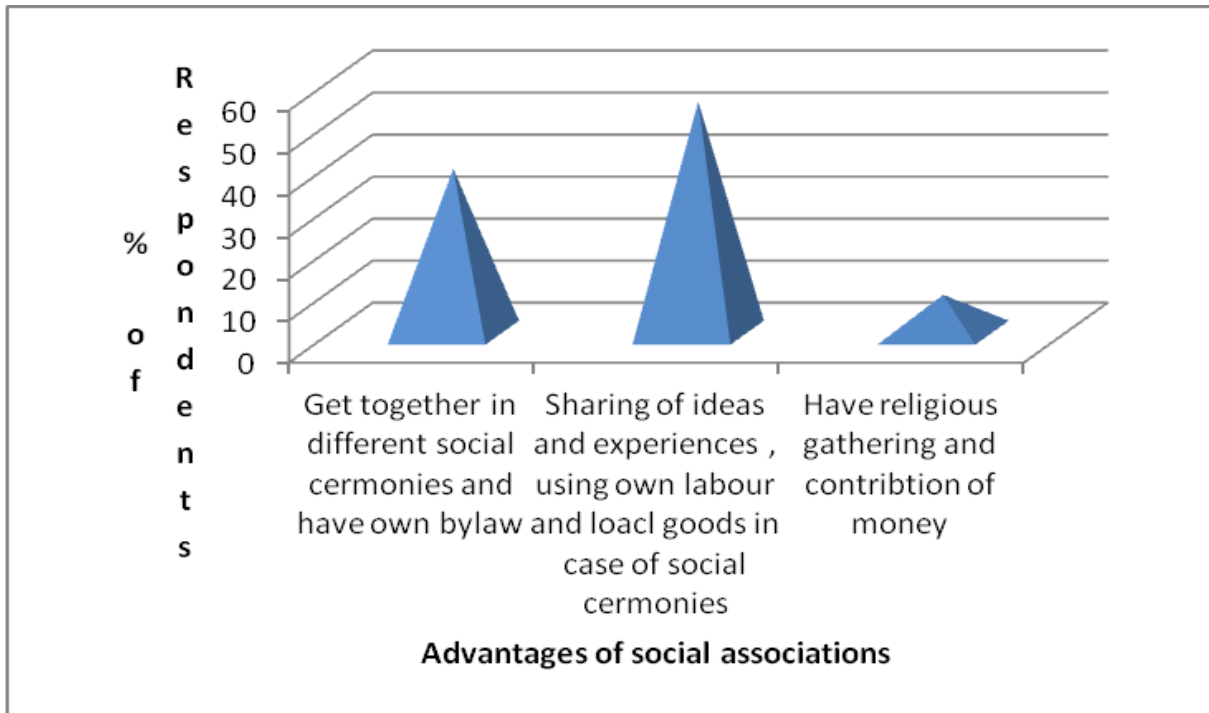 % of Respondents
60
50
40
30
20
10
0
Get together in
different social
cermonies and
have own bylaw
Sharing of ideas
and experiences ,
using own labour
and loacl goods in
case of social
cermonies
Have religious
gathering and
contribtion of
money
Advantages of social associations